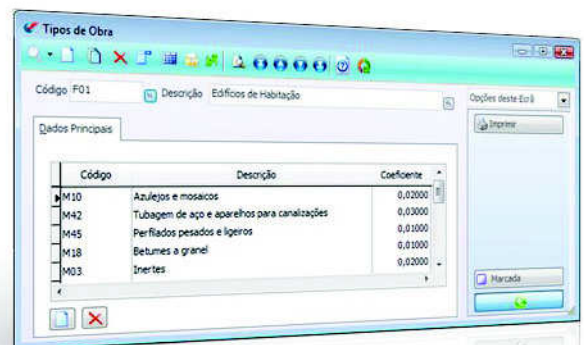 Tipos de Obra
Código F01 Descrição Edifícios de Habitação
Opções deste Ecrã
Imprimir
Dados Principais
Código Descrição Coeficiente
M10 Azulejos e mosaicos 0,02000
M42 Tubagem de aço e aparelhos para canalizações 0,03000
M45 Perfilados pesados e ligeiros 0,01000
M18 Betumes a granel 0,01000
M03 Inertes 0,02000
Marcada